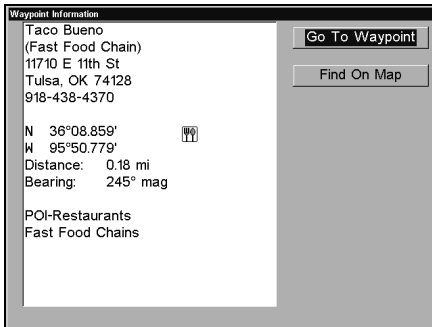 Waypoint Information
Taco Bueno
(Fast Food Chain)
11710 E 11th St
Tulsa, OK 74128
918-438-4370
N 36°08.859'
W 95°50.779'
Distance: 0.18 mi
Bearing: 245° mag
POI-Restaurants
Fast Food Chains
Go To Waypoint
Find On Map